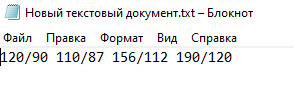 Новый текстовый документ.txt – Блокнот
Файл Правка Формат Вид Справка
120/90 110/87 156/112 190/120